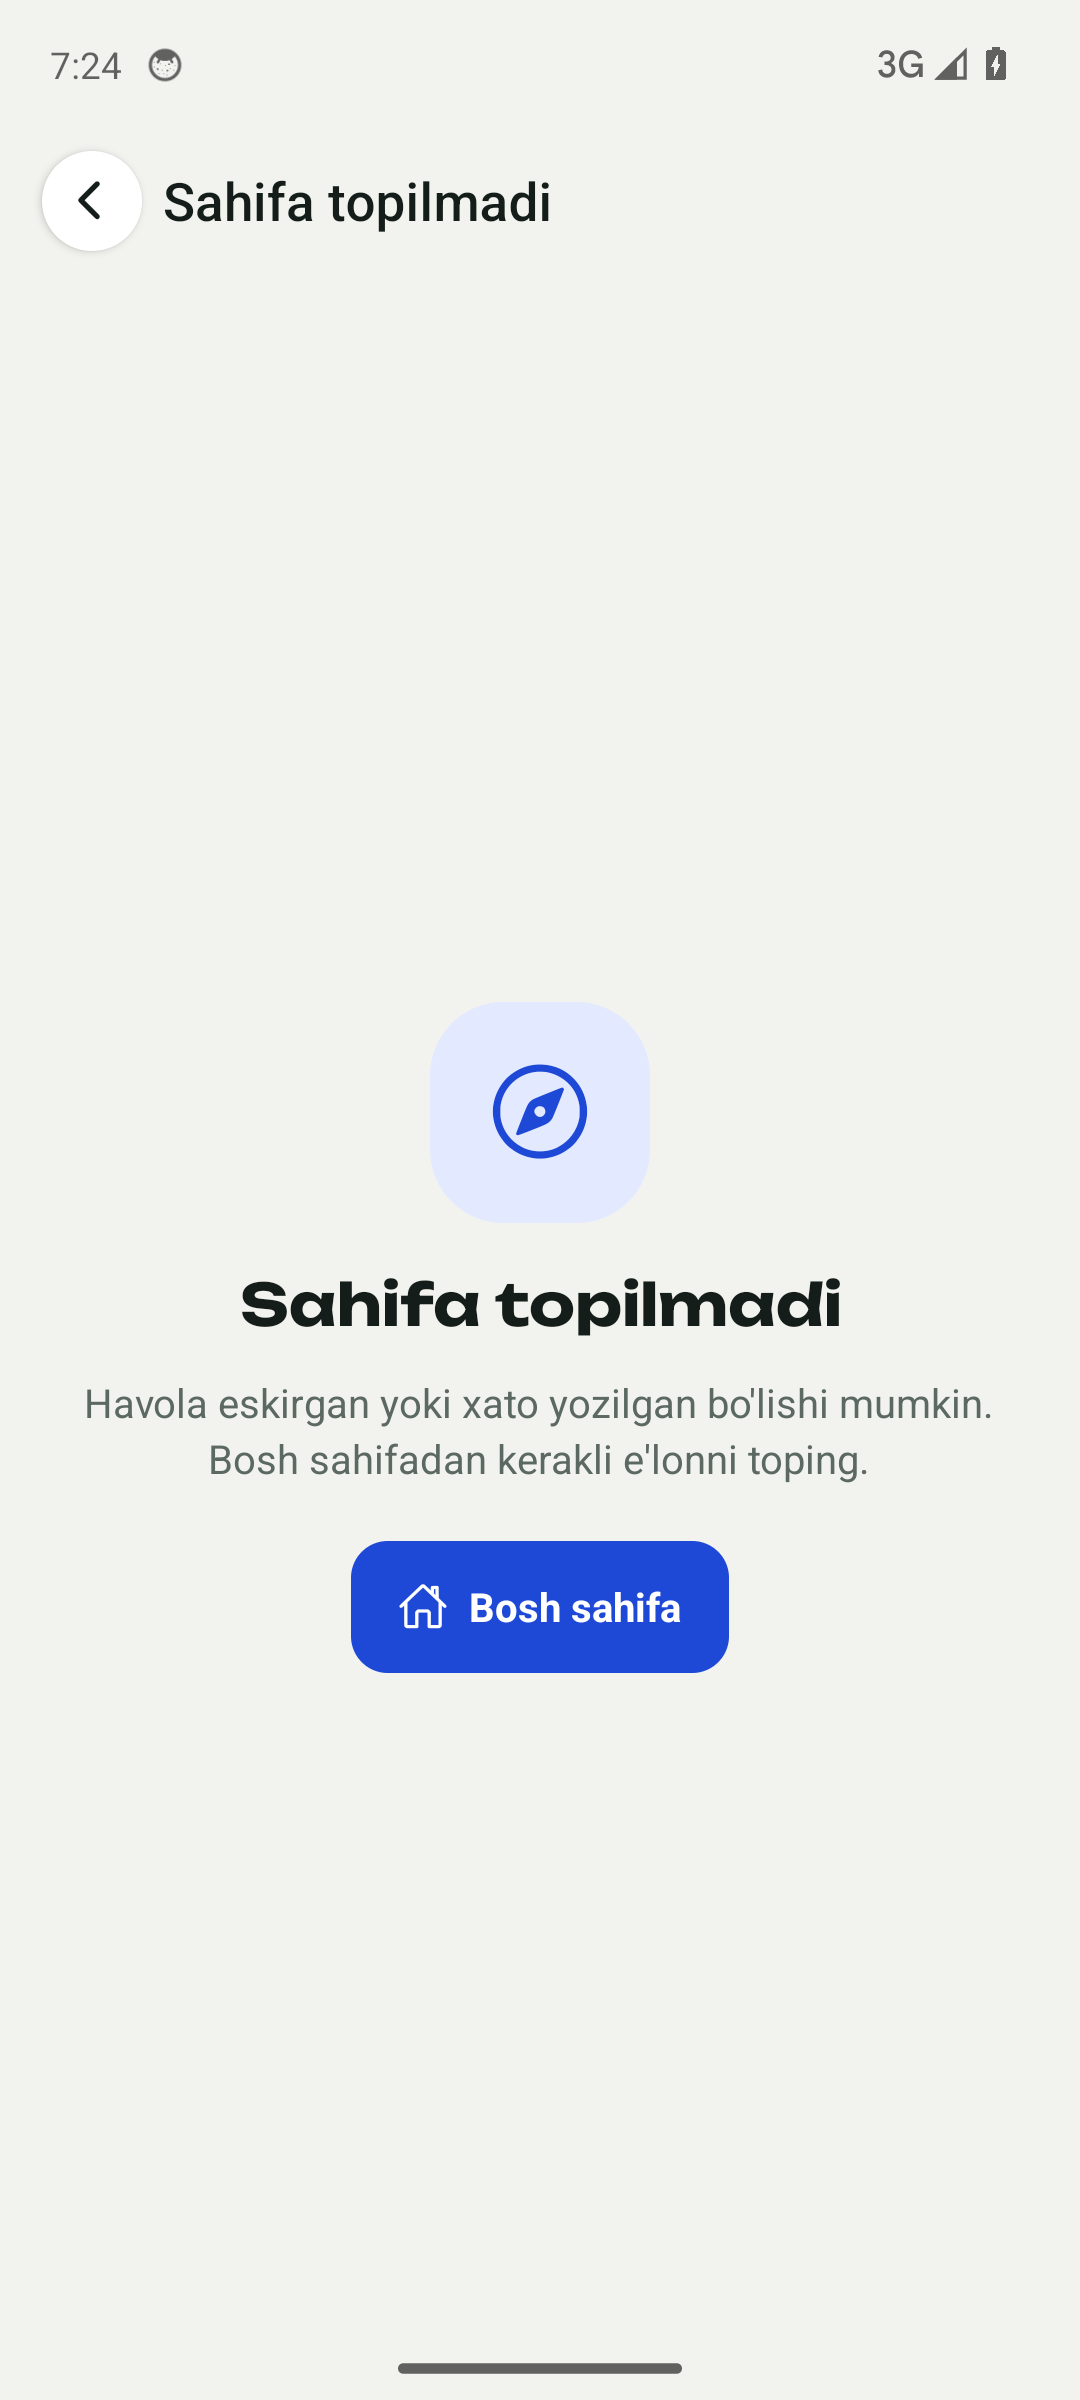 7:24
3G
Sahifa topilmadi
Sahifa topilmadi
Havola eskirgan yoki xato yozilgan bo'lishi mumkin.
Bosh sahifadan kerakli e'lonni toping.
Bosh sahifa